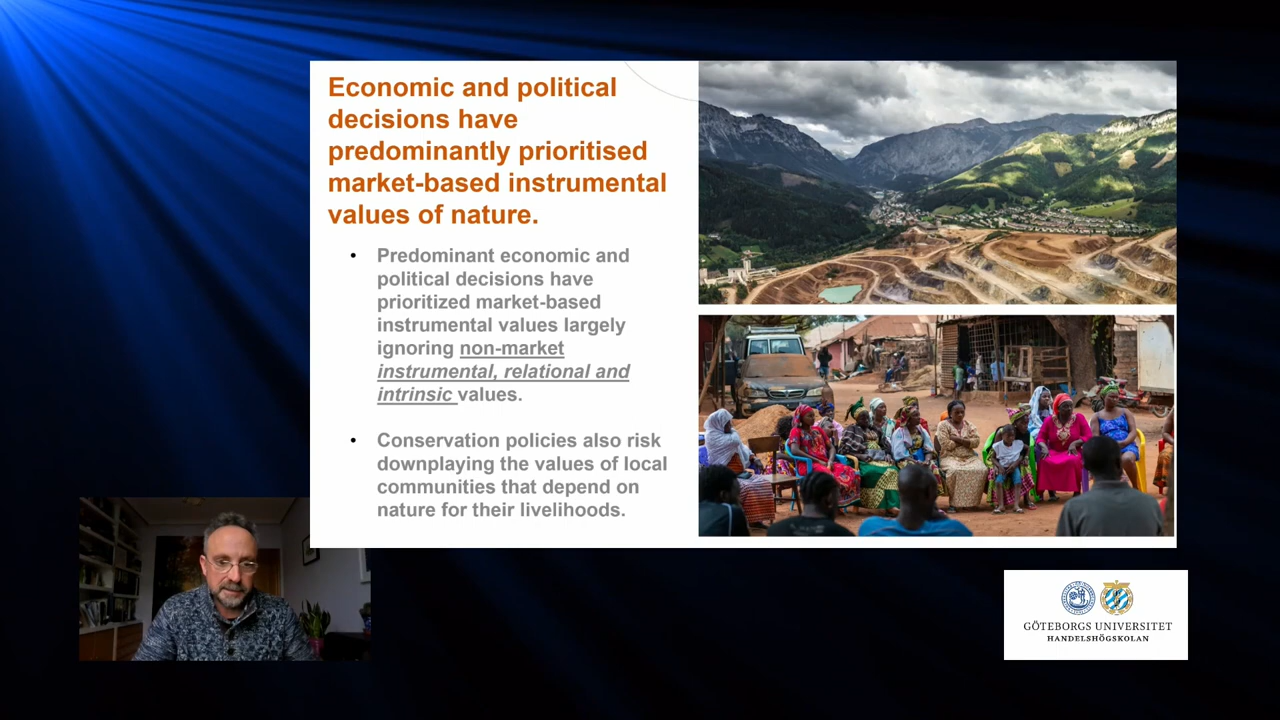 Economic and political
decisions have
predominantly prioritised
market-based instrumental
values of nature.
• Predominant economic and
political decisions have
prioritized market-based
instrumental values largely
ignoring non-market
instrumental, relational and
intrinsic values.
• Conservation policies also risk
downplaying the values of local
communities that depend on
nature for their livelihoods.
GÖTEBORGS UNIVERSITET
HANDELSHÖGSKOLAN